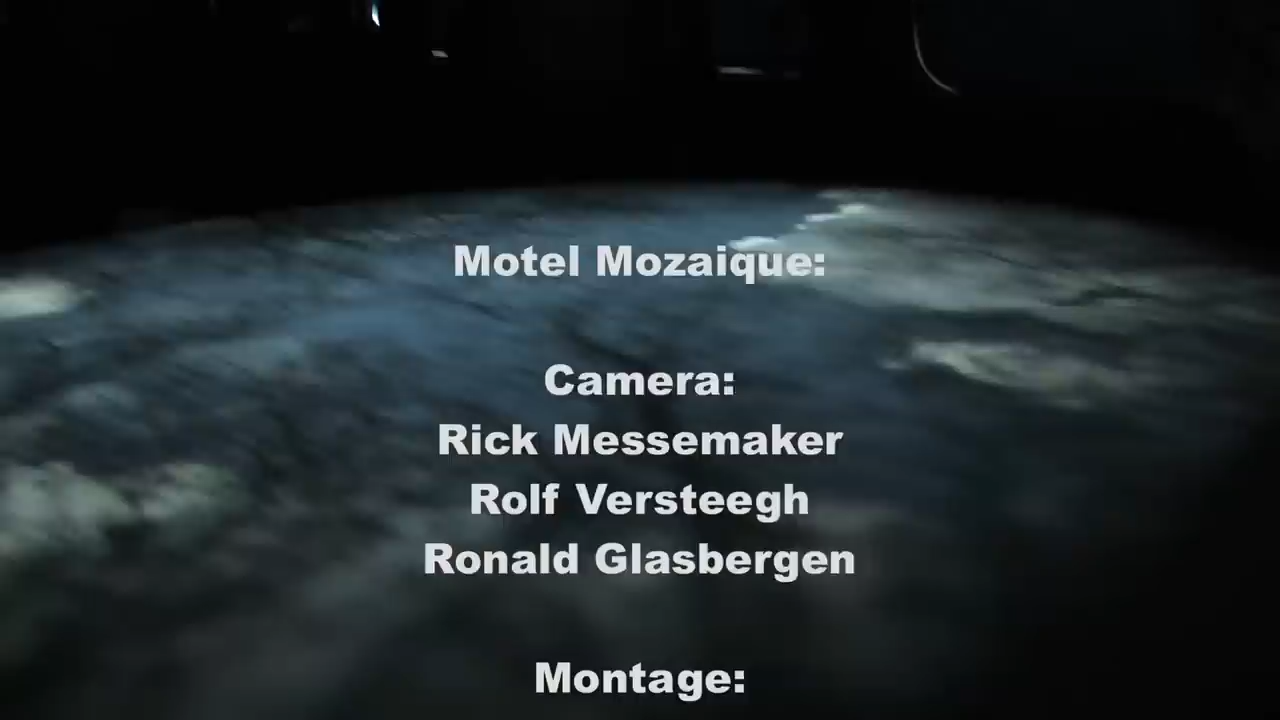 Motel Mozaique:
Camera:
Rick Messemaker
Rolf Versteegh
Ronald Glasbergen
Montage: